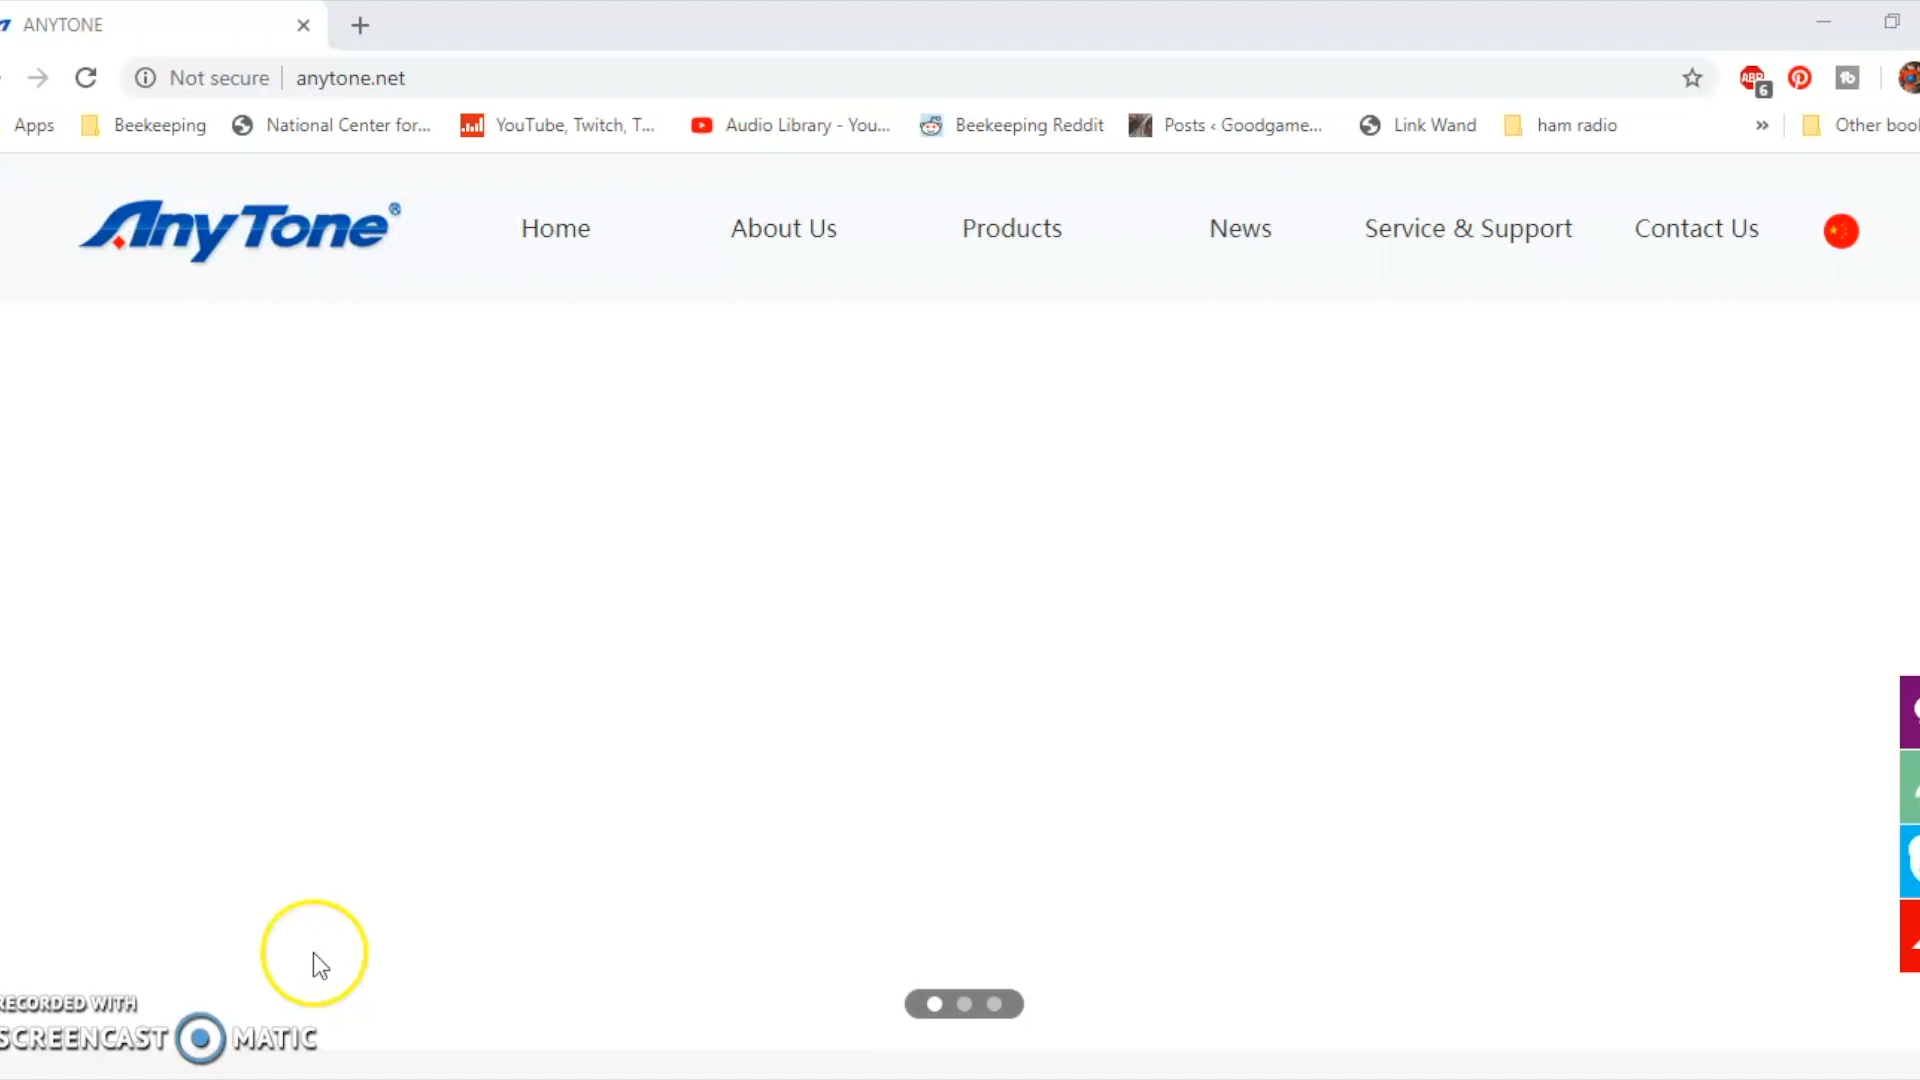 ANYTONE
Not secure anytone.net
ABP 6
Apps Beekeeping National Center for... YouTube, Twitch, T... Audio Library - You... Beekeeping Reddit Posts ‹ Goodgame... Link Wand ham radio » Other
AnyTone® Home About Us Products News Service & Support Contact Us
RECORDED WITH
SCREENCAST MATIC